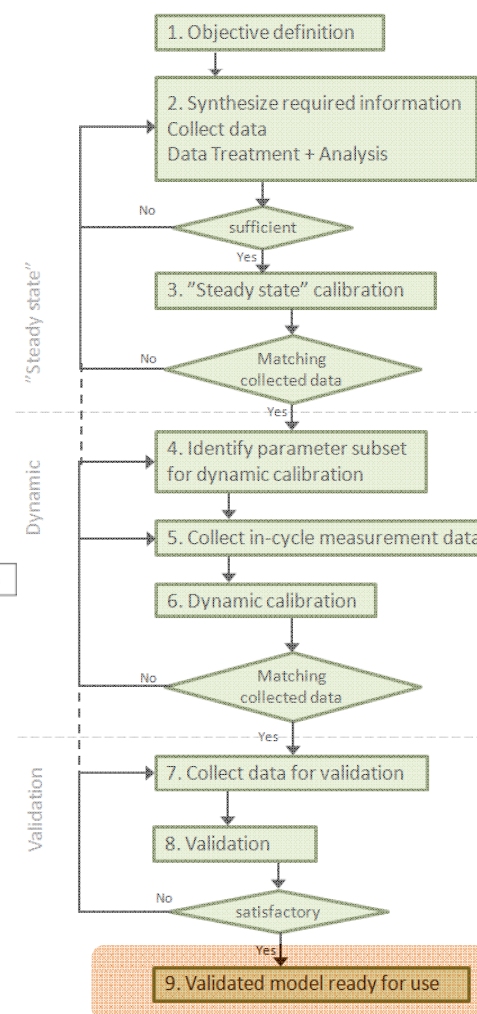 1. Objective definition
2. Synthesize required information
Collect data
Data Treatment + Analysis
No
sufficient
Yes
3. ”Steady state” calibration
”Steady state”
No
Matching
collected data
Yes
4. Identify parameter subset
for dynamic calibration
Dynamic
5. Collect in-cycle measurement data
6. Dynamic calibration
No
Matching
collected data
Yes
7. Collect data for validation
Validation
8. Validation
No
satisfactory
Yes
9. Validated model ready for use